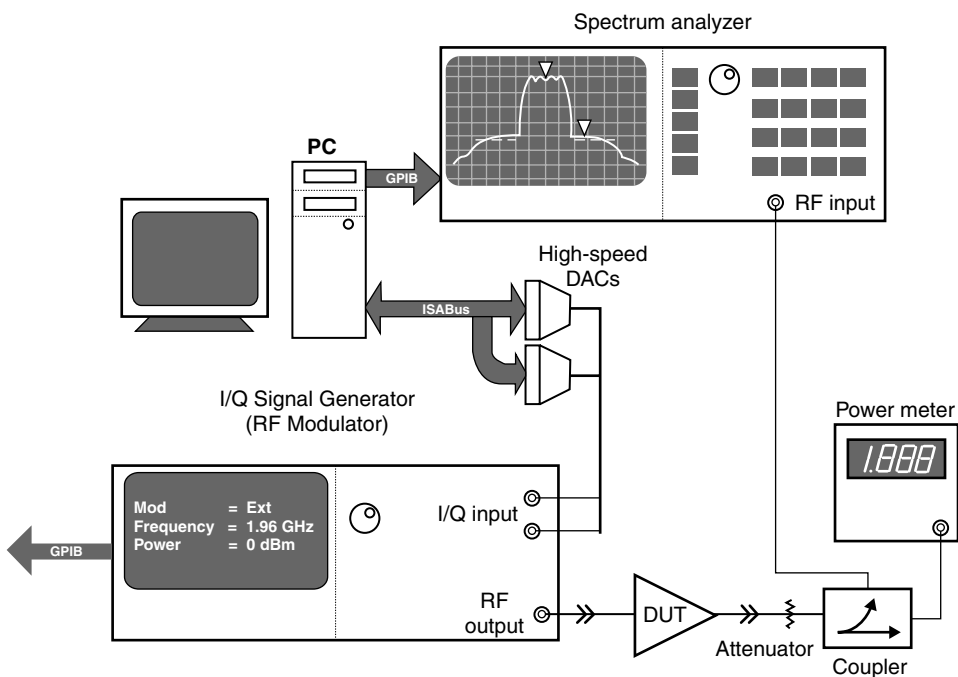 Spectrum analyzer
PC
GPIB
RF input
High-speed
DACs
ISABus
I/Q Signal Generator
(RF Modulator)
Power meter
1.888
Mod = Ext
Frequency = 1.96 GHz
Power = 0 dBm
I/Q input
GPIB
RF
output
DUT
Attenuator
Coupler